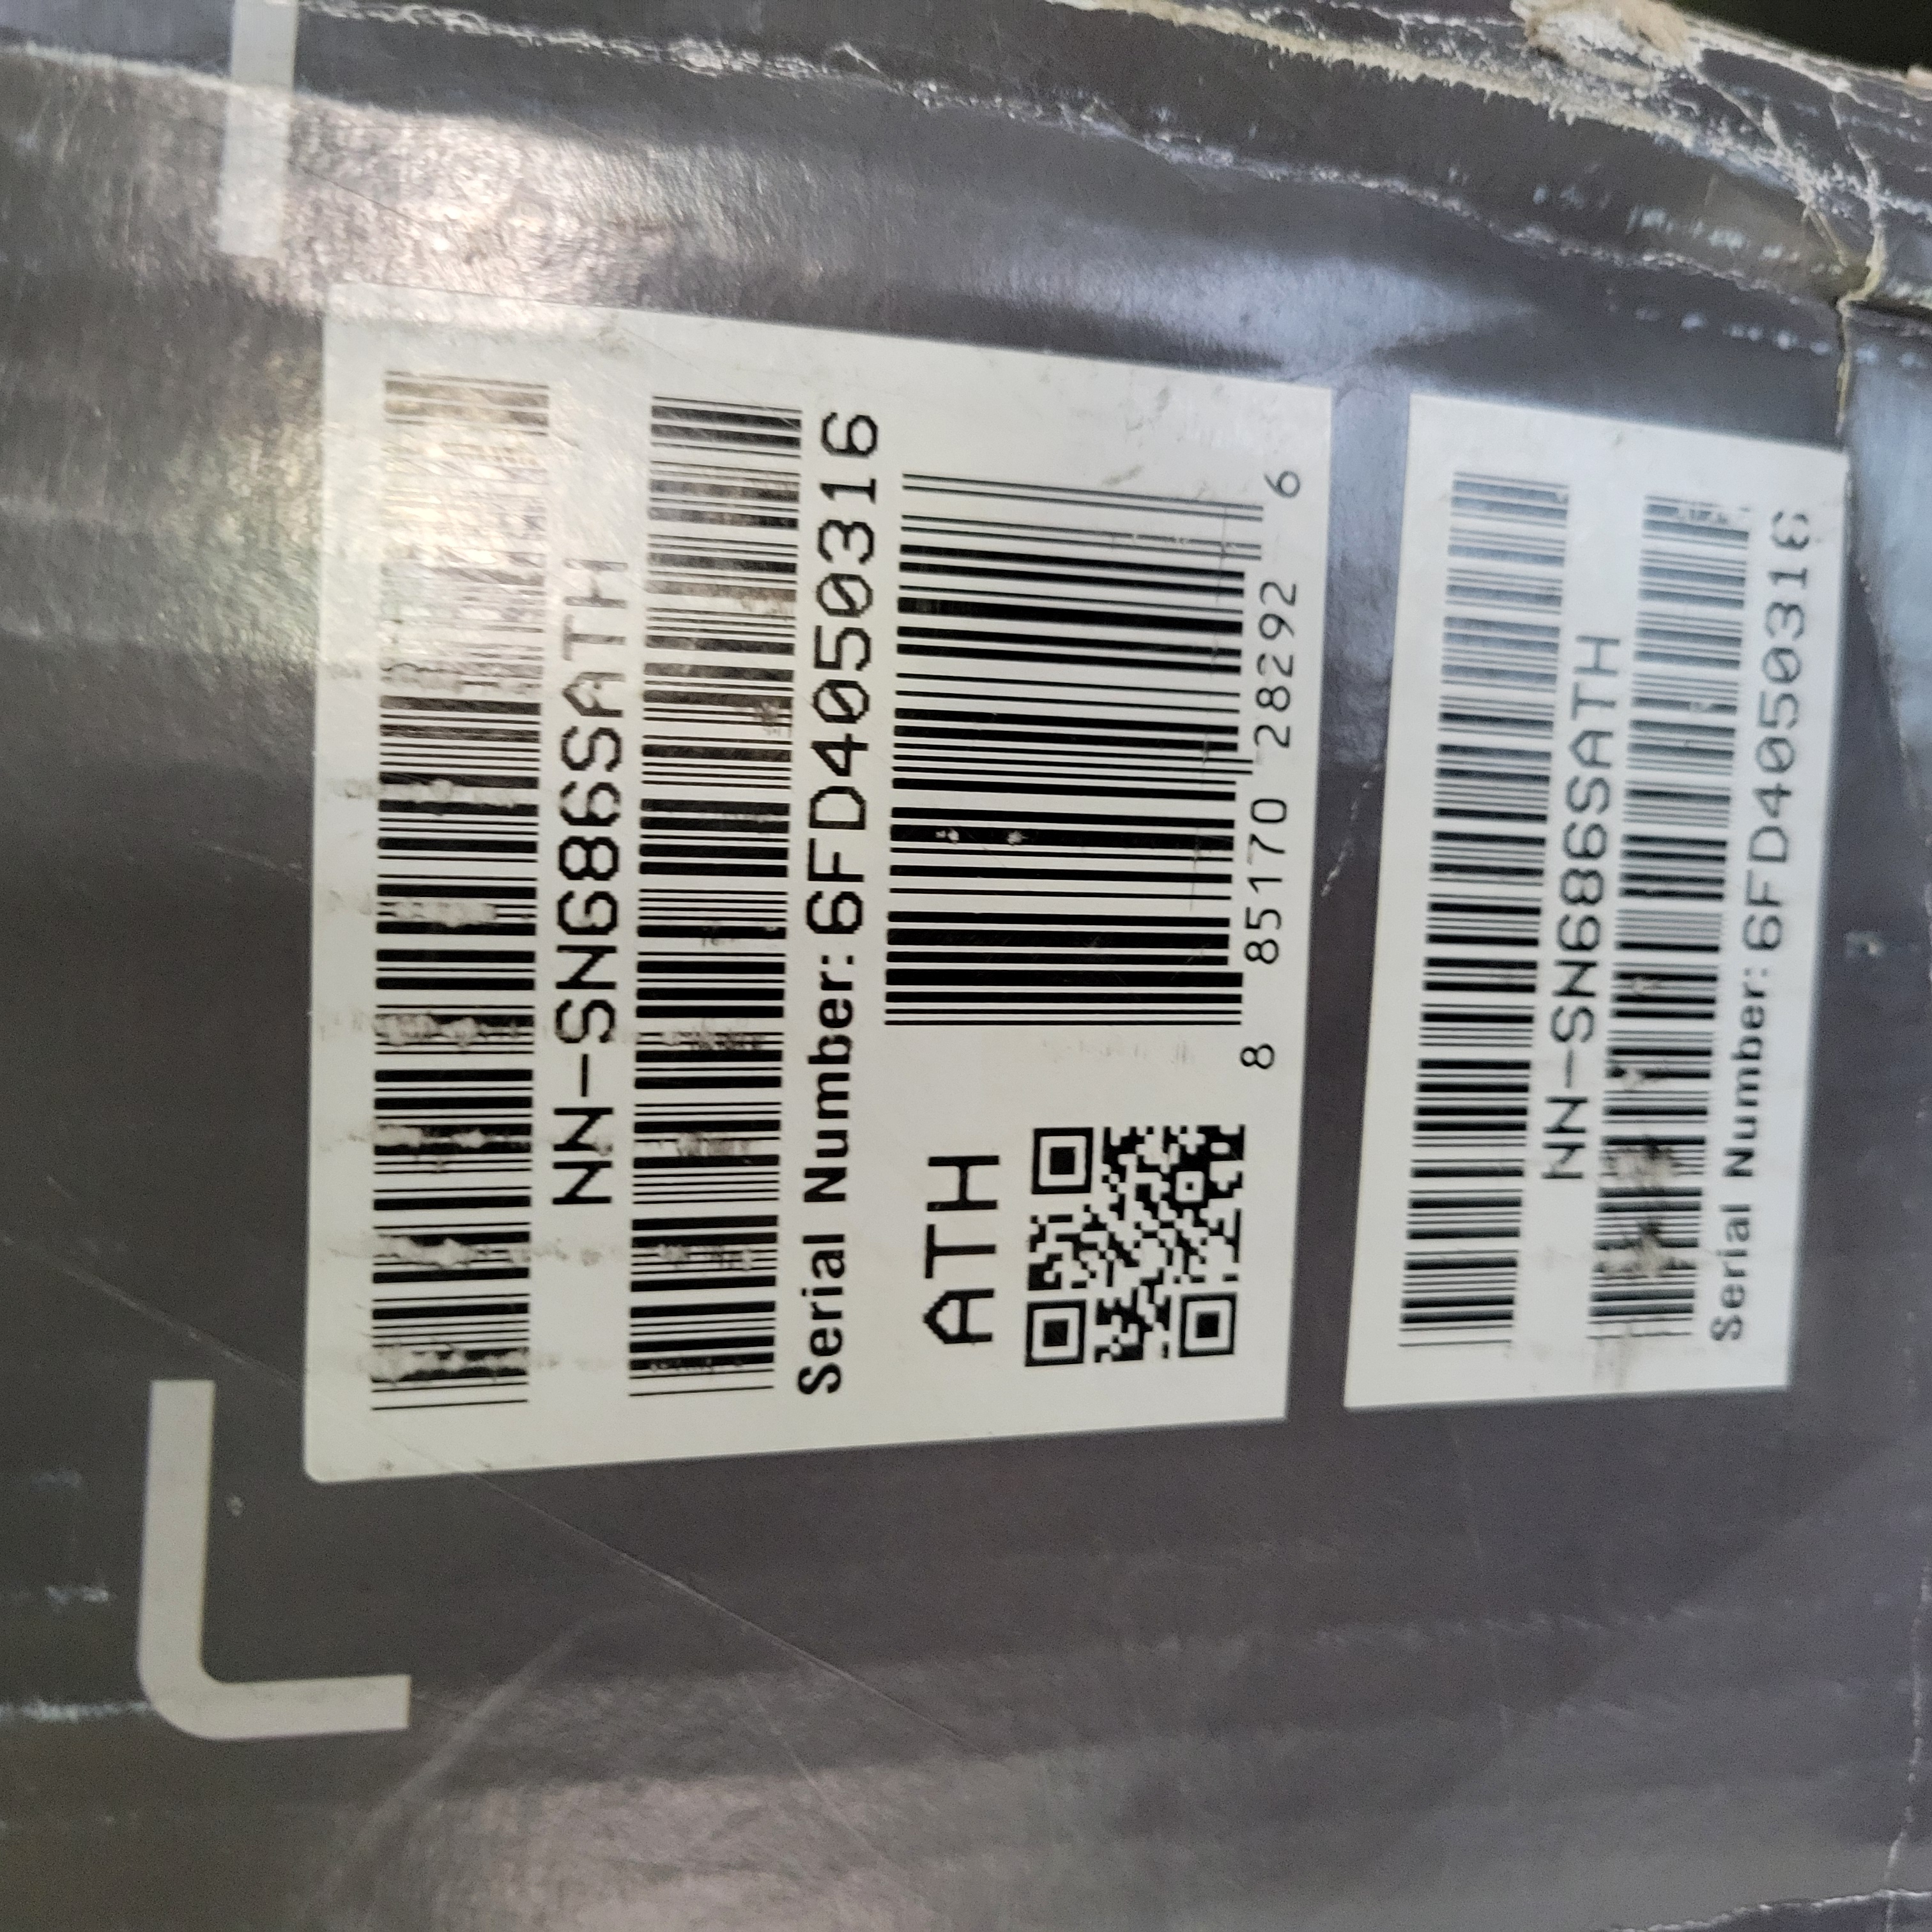 NN-SN686SATH
Serial Number: 6FD4050316
ATH
8 85170 28292 6
NN-SN686SATH
Serial Number: 6FD4050316